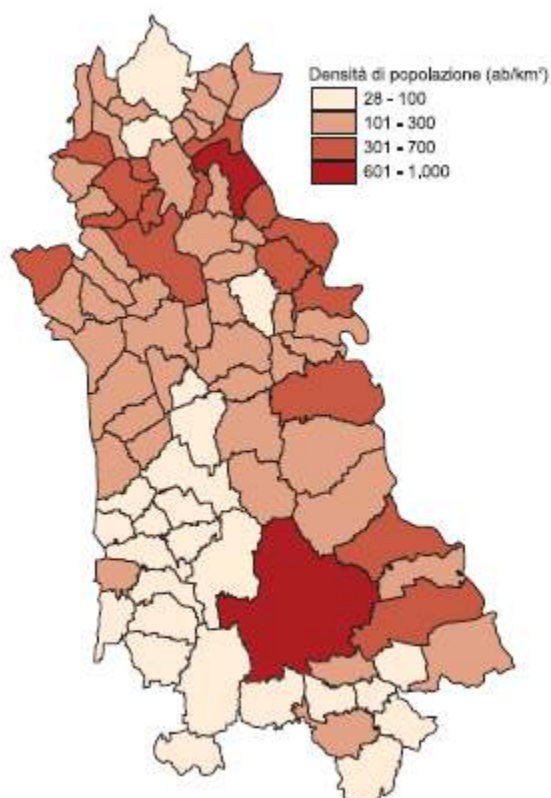 Densità di popolazione (ab/km²)
28 - 100
101 - 300
301 - 700
601 - 1.000